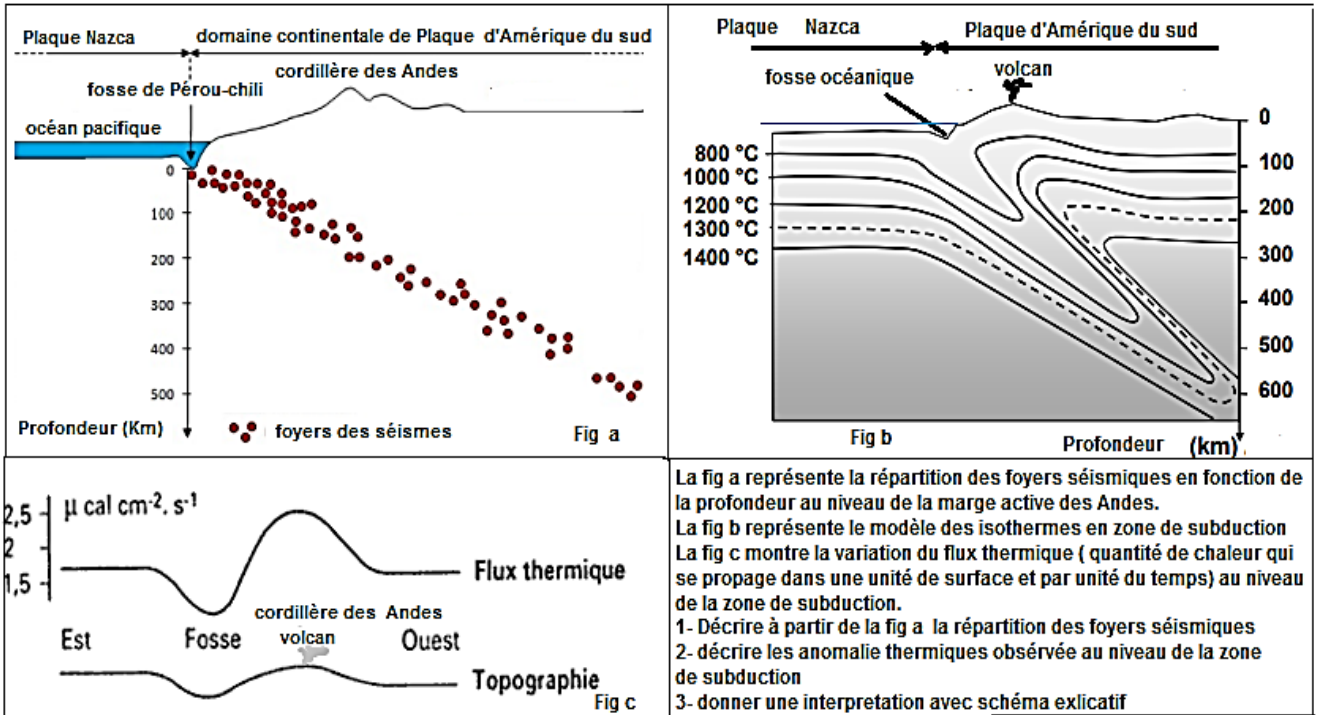 Plaque Nazca
domaine continentale de Plaque d'Amérique du sud
cordillère des Andes
fosse de Pérou-chili
océan pacifique
0
100
200
300
400
500
Profondeur (Km)
foyers des séismes
Fig a
Plaque Nazca
Plaque d'Amérique du sud
fosse océanique
volcan
800 °C
1000 °C
1200 °C
1300 °C
1400 °C
0
100
200
300
400
500
600
Fig b
Profondeur (km)
2,5
2
1,5
µ cal cm-2. s-1
Flux thermique
cordillère des Andes
Est
Fosse
volcan
Ouest
Topographie
Fig c
La fig a représente la répartition des foyers séismiques en fonction de
la profondeur au niveau de la marge active des Andes.
La fig b représente le modèle des isothermes en zone de subduction
La fig c montre la variation du flux thermique ( quantité de chaleur qui
se propage dans une unité de surface et par unité du temps) au niveau
de la zone de subduction.
1- Décrire à partir de la fig a la répartition des foyers séismiques
2- décrire les anomalie thermiques obsérvée au niveau de la zone
de subduction
3- donner une interpretation avec schéma exlicatif